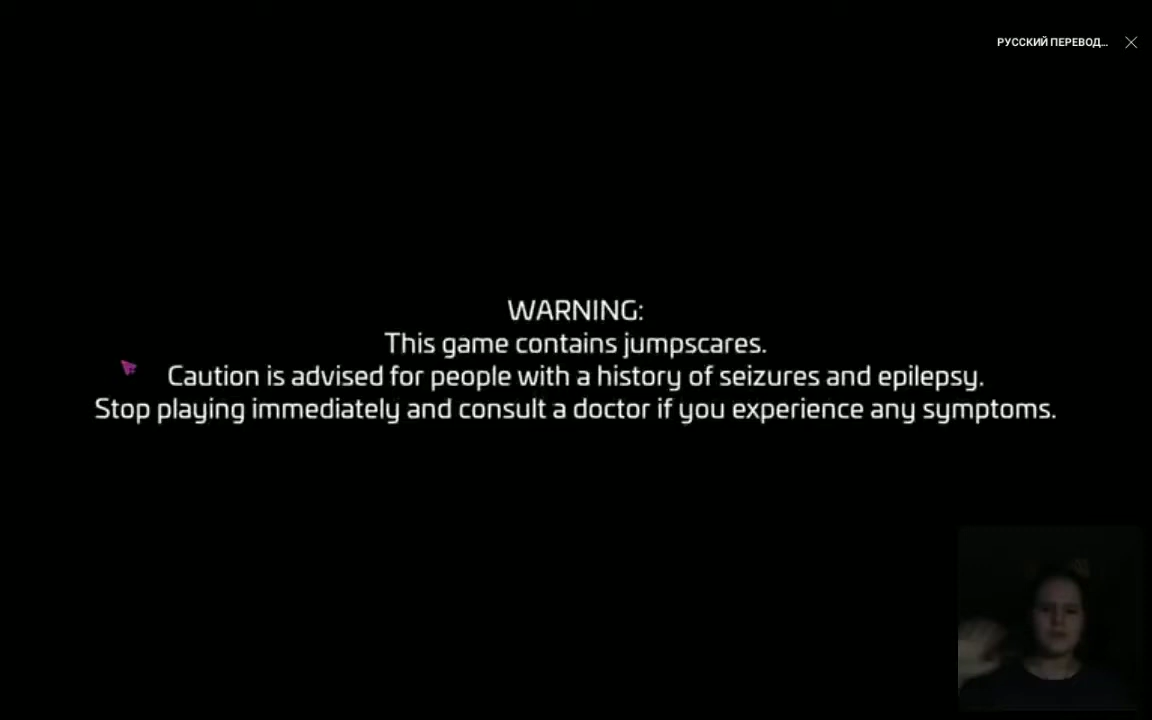 РУССКИЙ ПЕРЕВОД...
WARNING:
This game contains jumpscares.
Caution is advised for people with a history of seizures and epilepsy.
Stop playing immediately and consult a doctor if you experience any symptoms.